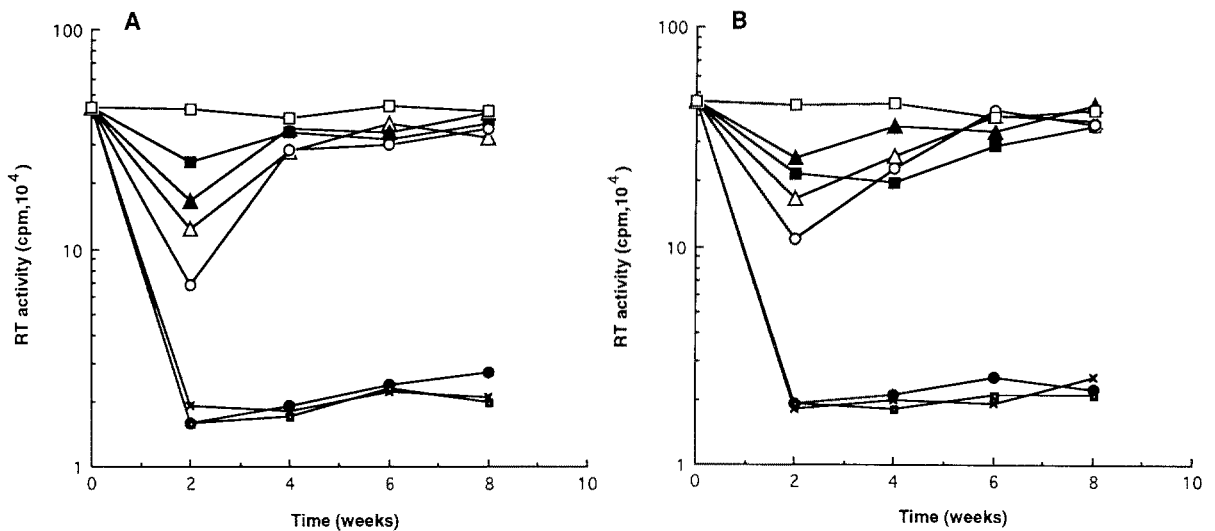 A
100
10
1
RT activity (cpm,10^4)
0 2 4 6 8 10
Time (weeks)
B
100
10
1
RT activity (cpm,10^4)
0 2 4 6 8 10
Time (weeks)